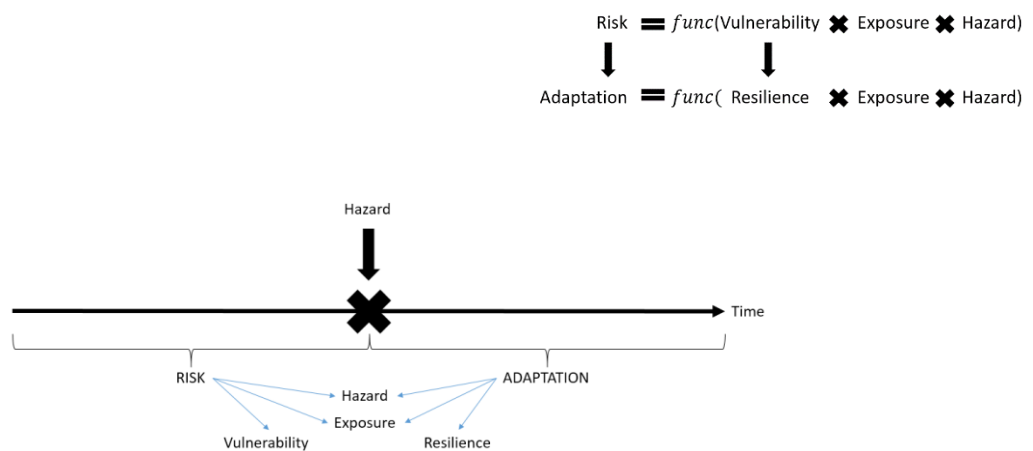 Risk = func(Vulnerability ✖ Exposure ✖ Hazard)
Adaptation = func( Resilience ✖ Exposure ✖ Hazard)
Hazard
Time
RISK ADAPTATION
Hazard
Exposure
Vulnerability Resilience